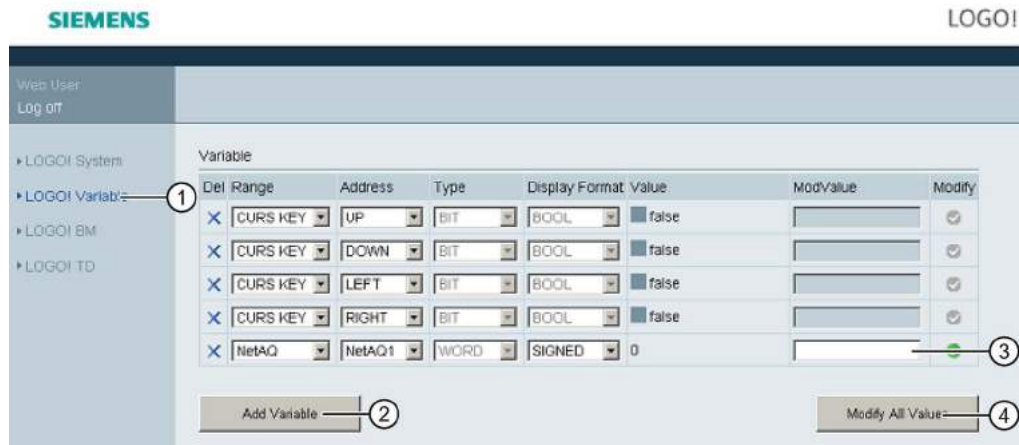 SIEMENS LOGO!
Web User
Log off
LOGO! System
LOGO! Variable 1
LOGO! BM
LOGO! TD
Variable
Del Range Address Type Display Format Value ModValue Modify
CURS KEY UP BIT BOOL false
CURS KEY DOWN BIT BOOL false
CURS KEY LEFT BIT BOOL false
CURS KEY RIGHT BIT BOOL false
NetAQ NetAQ1 WORD SIGNED 0 3
Add Variable 2 Modify All Values 4